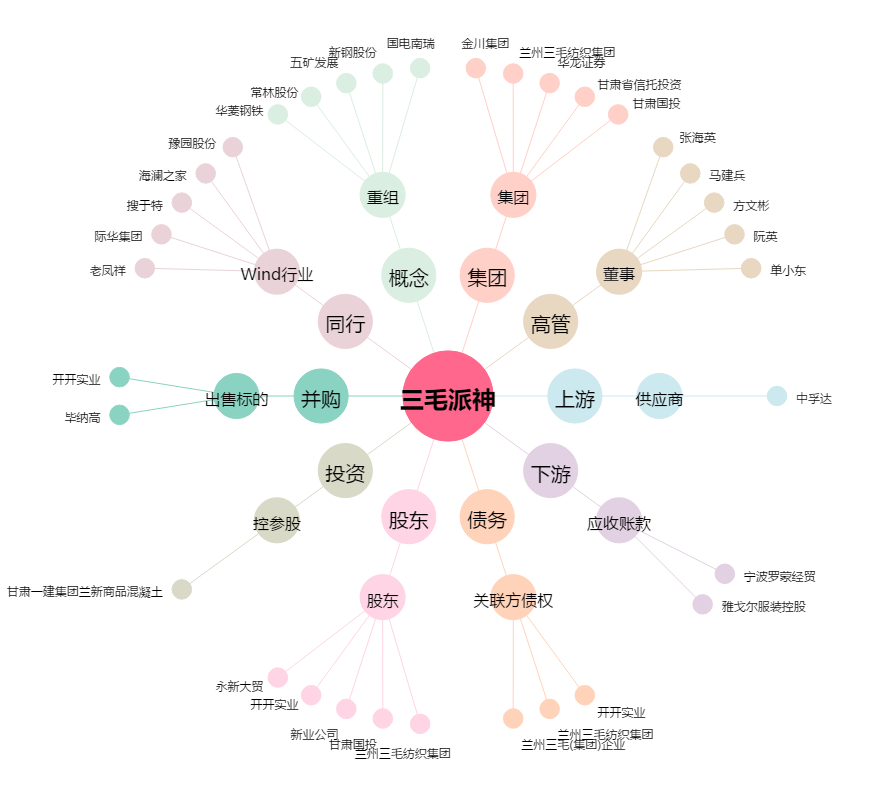 国电南瑞
金川集团
新钢股份
兰州三毛纺织集团
五矿发展
华龙证券
常林股份
甘肃省信托投资
华菱钢铁
甘肃国投
豫园股份
张海英
海澜之家
马建兵
重组
集团
搜于特
方文彬
际华集团
阮英
老凤祥
Wind行业
概念
集团
董事
单小东
同行
高管
开开实业
出售标的
并购
三毛派神
上游
供应商
中孚达
毕纳高
投资
下游
控参股
股东
债务
应收账款
宁波罗蒙经贸
甘肃一建集团兰新商品混凝土
股东
关联方债权
雅戈尔服装控股
永新大贸
开开实业
开开实业
新业公司
兰州三毛纺织集团
甘肃国投
兰州三毛(集团)企业
兰州三毛纺织集团